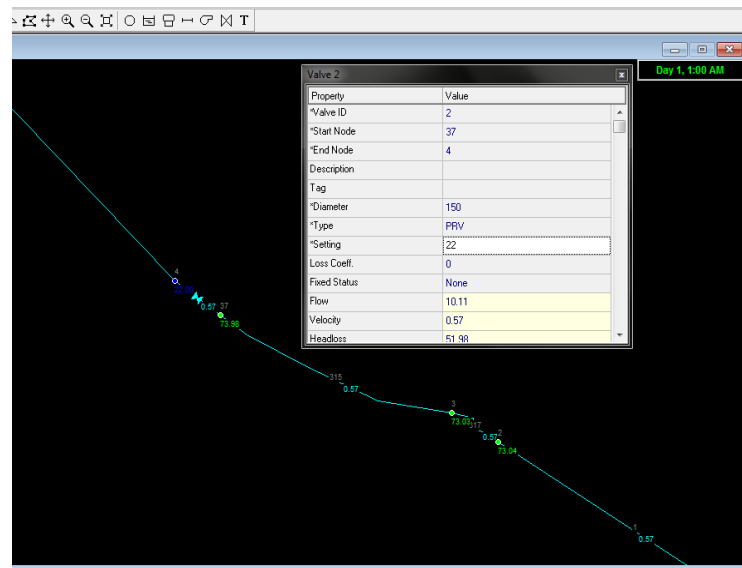 T
Day 1, 1:00 AM
Valve 2
Property Value
*Valve ID 2
*Start Node 37
*End Node 4
Description
Tag
*Diameter 150
*Type PRV
*Setting 22
Loss Coeff. 0
Fixed Status None
Flow 10.11
Velocity 0.57
Headloss 51.98
4
22.00
0.57 37
73.98
315
0.57
3
73.03 317
2
0.57
73.04
1
0.57